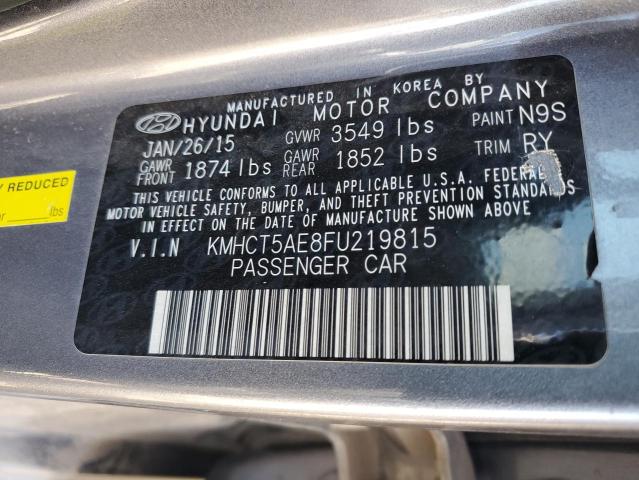 MANUFACTURED IN KOREA BY
HYUNDAI MOTOR COMPANY
JAN/26/15 GVWR 3549 lbs PAINT N9S
GAWR FRONT 1874 lbs GAWR REAR 1852 lbs TRIM RY
THIS VEHICLE CONFORMS TO ALL APPLICABLE U.S.A. FEDERAL
MOTOR VEHICLE SAFETY, BUMPER, AND THEFT PREVENTION STANDARDS
IN EFFECT ON THE DATE OF MANUFACTURE SHOWN ABOVE.
V.I.N KMHCT5AE8FU219815
PASSENGER CAR
REDUCED
lbs